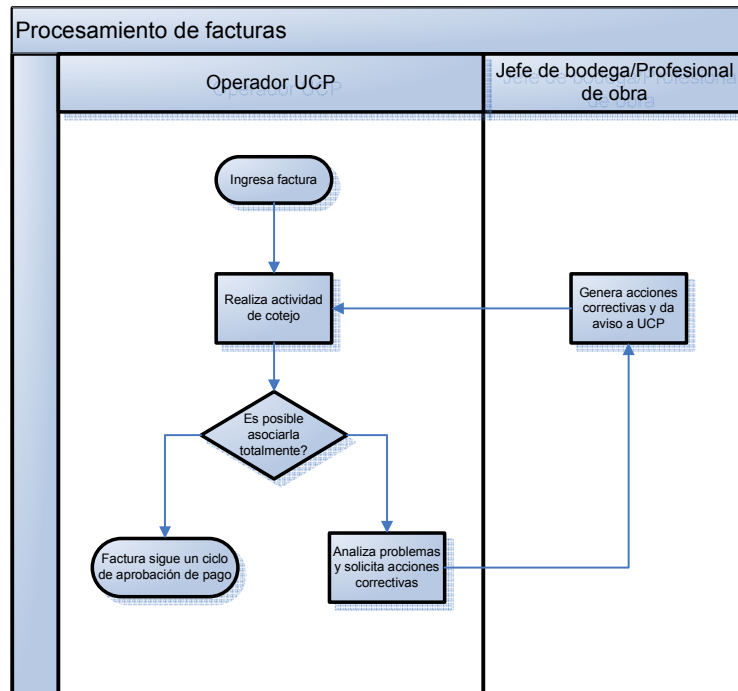 Procesamiento de facturas
Operador UCP
Jefe de bodega/Profesional
de obra
Ingresa factura
Realiza actividad
de cotejo
Genera acciones
correctivas y da
aviso a UCP
Es posible
asociarla
totalmente?
Factura sigue un ciclo
de aprobación de pago
Analiza problemas
y solicita acciones
correctivas